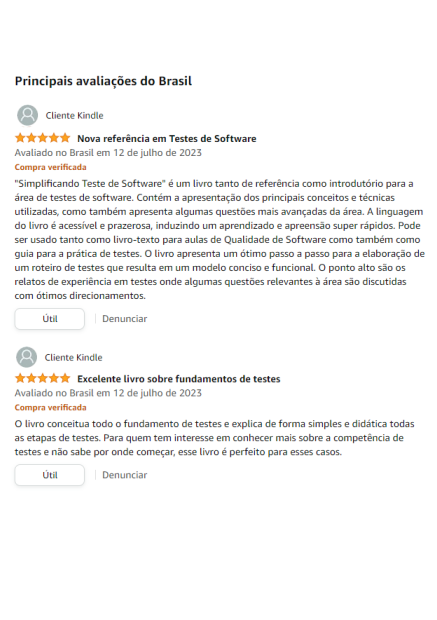 Principais avaliações do Brasil
Cliente Kindle
Nova referência em Testes de Software
Avaliado no Brasil em 12 de julho de 2023
Compra verificada
"Simplificando Teste de Software" é um livro tanto de referência como introdutório para a
área de testes de software. Contém a apresentação dos principais conceitos e técnicas
utilizadas, como também apresenta algumas questões mais avançadas da área. A linguagem
do livro é acessível e prazerosa, induzindo um aprendizado e apreensão super rápidos. Pode
ser usado tanto como livro-texto para aulas de Qualidade de Software como também como
guia para a prática de testes. O livro apresenta um ótimo passo a passo para a elaboração de
um roteiro de testes que resulta em um modelo conciso e funcional. O ponto alto são os
relatos de experiência em testes onde algumas questões relevantes à área são discutidas
com ótimos direcionamentos.
Útil
Denunciar
Cliente Kindle
Excelente livro sobre fundamentos de testes
Avaliado no Brasil em 12 de julho de 2023
Compra verificada
O livro conceitua todo o fundamento de testes e explica de forma simples e didática todas
as etapas de testes. Para quem tem interesse em conhecer mais sobre a competência de
testes e não sabe por onde começar, esse livro é perfeito para esses casos.
Útil
Denunciar